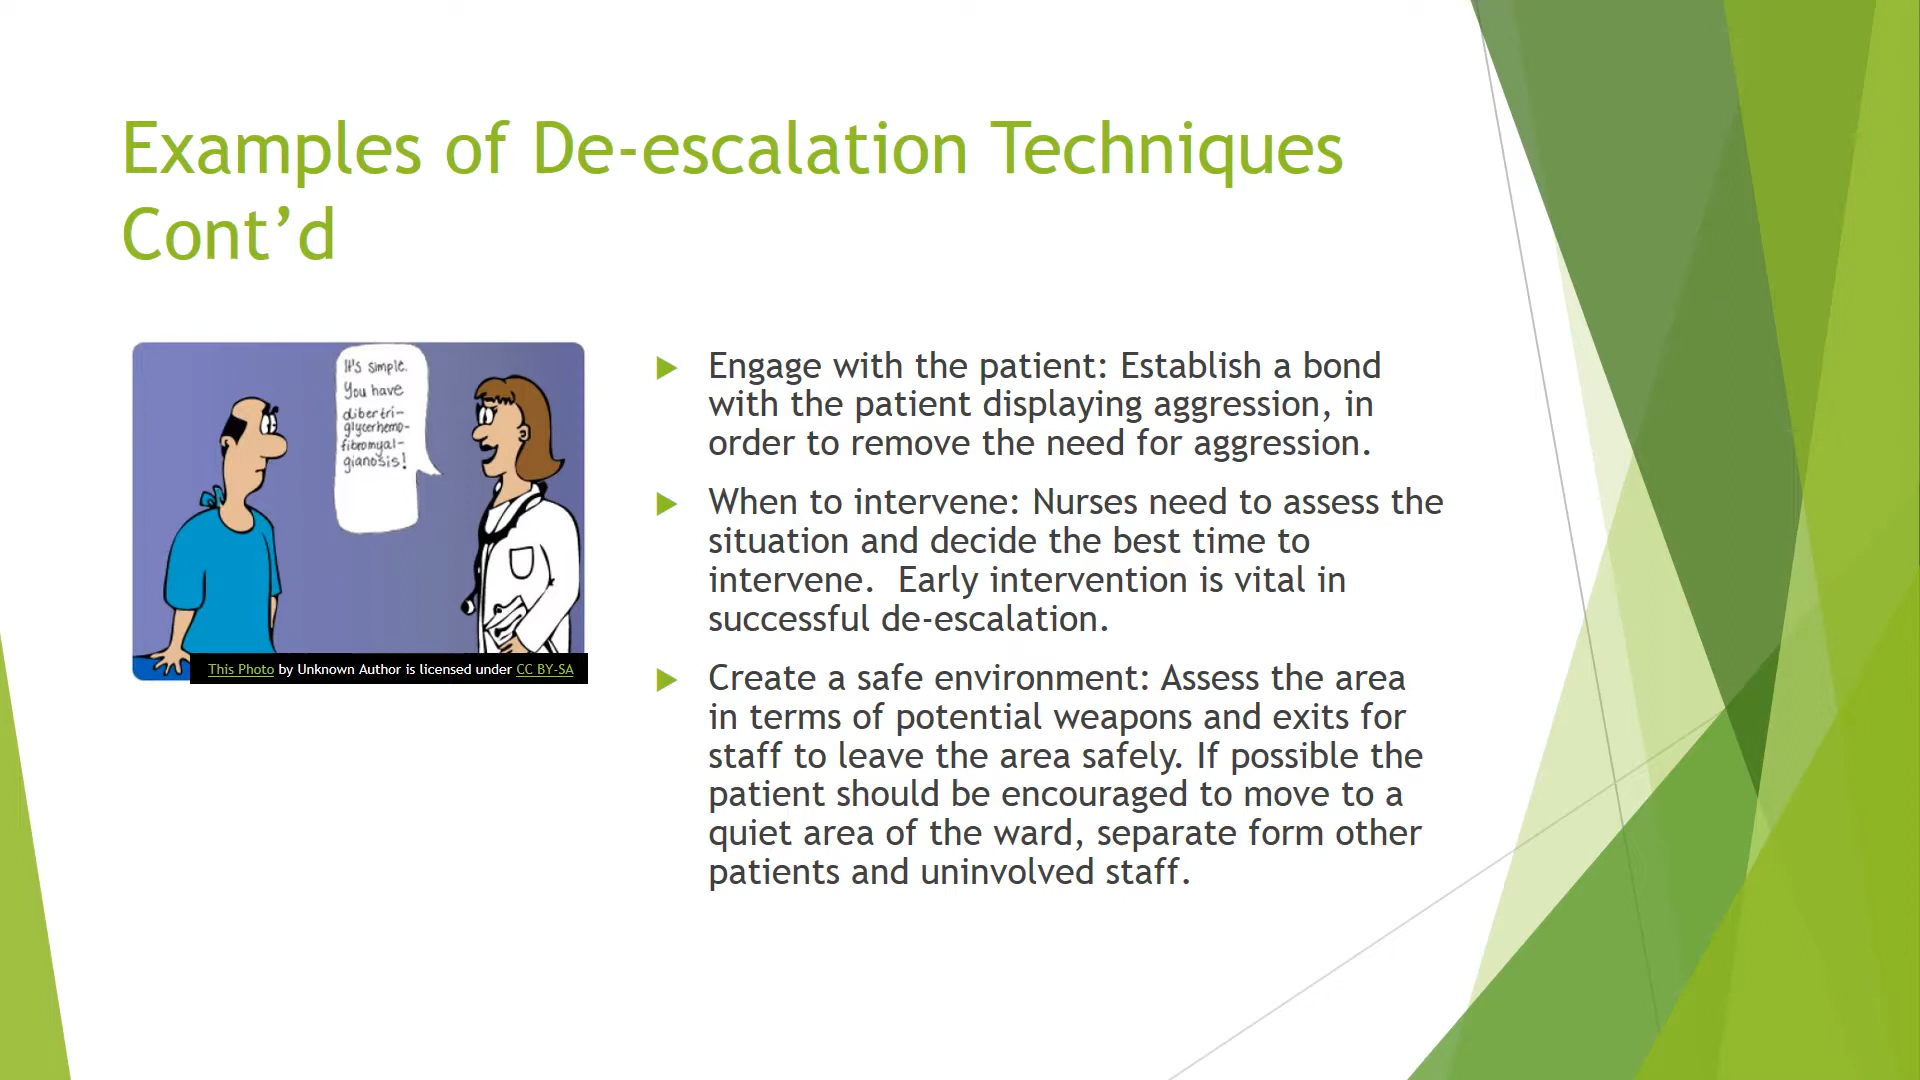 Examples of De-escalation Techniques
Cont’d
It's simple.
You have
dibertri-
glycerhemo-
fibromyal-
gianosis!
This Photo by Unknown Author is licensed under CC BY-SA
Engage with the patient: Establish a bond
with the patient displaying aggression, in
order to remove the need for aggression.
When to intervene: Nurses need to assess the
situation and decide the best time to
intervene.  Early intervention is vital in
successful de-escalation.
Create a safe environment: Assess the area
in terms of potential weapons and exits for
staff to leave the area safely. If possible the
patient should be encouraged to move to a
quiet area of the ward, separate form other
patients and uninvolved staff.